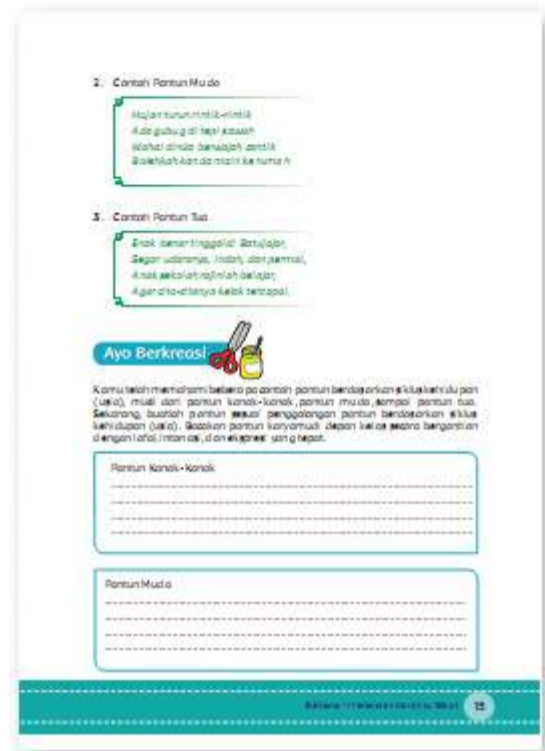 2. Contoh Pantun Muda
Hujan turun rintik-rintik
Ada gubug di tepi sawah
Wahai dinda berwajah cantik
Bolehkah kanda main ke rumah
3. Contoh Pantun Tua
Enak benar tinggal di Batujajar,
Segar udaranya, indah, dan permai,
Anak sekolah rajinlah belajar,
Agar cita-citanya kelak tercapai.
Ayo Berkreasi
Kamu telah memahami beberapa contoh pantun berdasarkan siklus kehidupan
(usia), mulai dari pantun kanak-kanak, pantun muda, sampai pantun tua.
Sekarang, buatlah pantun sesuai penggolongan pantun berdasarkan siklus
kehidupan (usia). Bacakan pantun karyamu di depan kelas secara bergantian
dengan lafal, intonasi, dan ekspresi yang tepat.
Pantun Kanak-Kanak
Pantun Muda